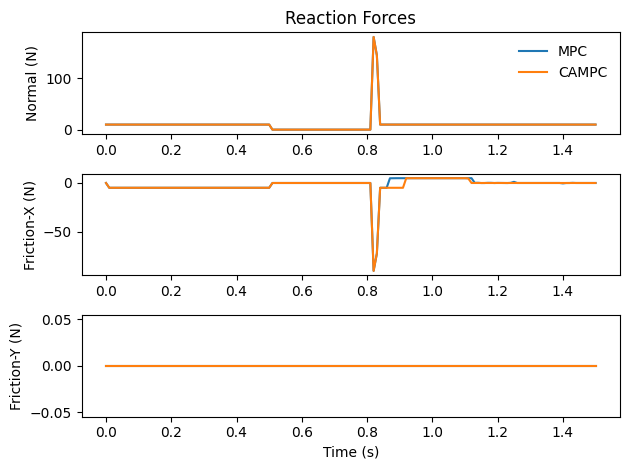 Reaction Forces
Normal (N)
100
0
MPC
CAMPC
0.0 0.2 0.4 0.6 0.8 1.0 1.2 1.4
Friction-X (N)
0
−50
0.0 0.2 0.4 0.6 0.8 1.0 1.2 1.4
Friction-Y (N)
0.05
0.00
−0.05
0.0 0.2 0.4 0.6 0.8 1.0 1.2 1.4
Time (s)